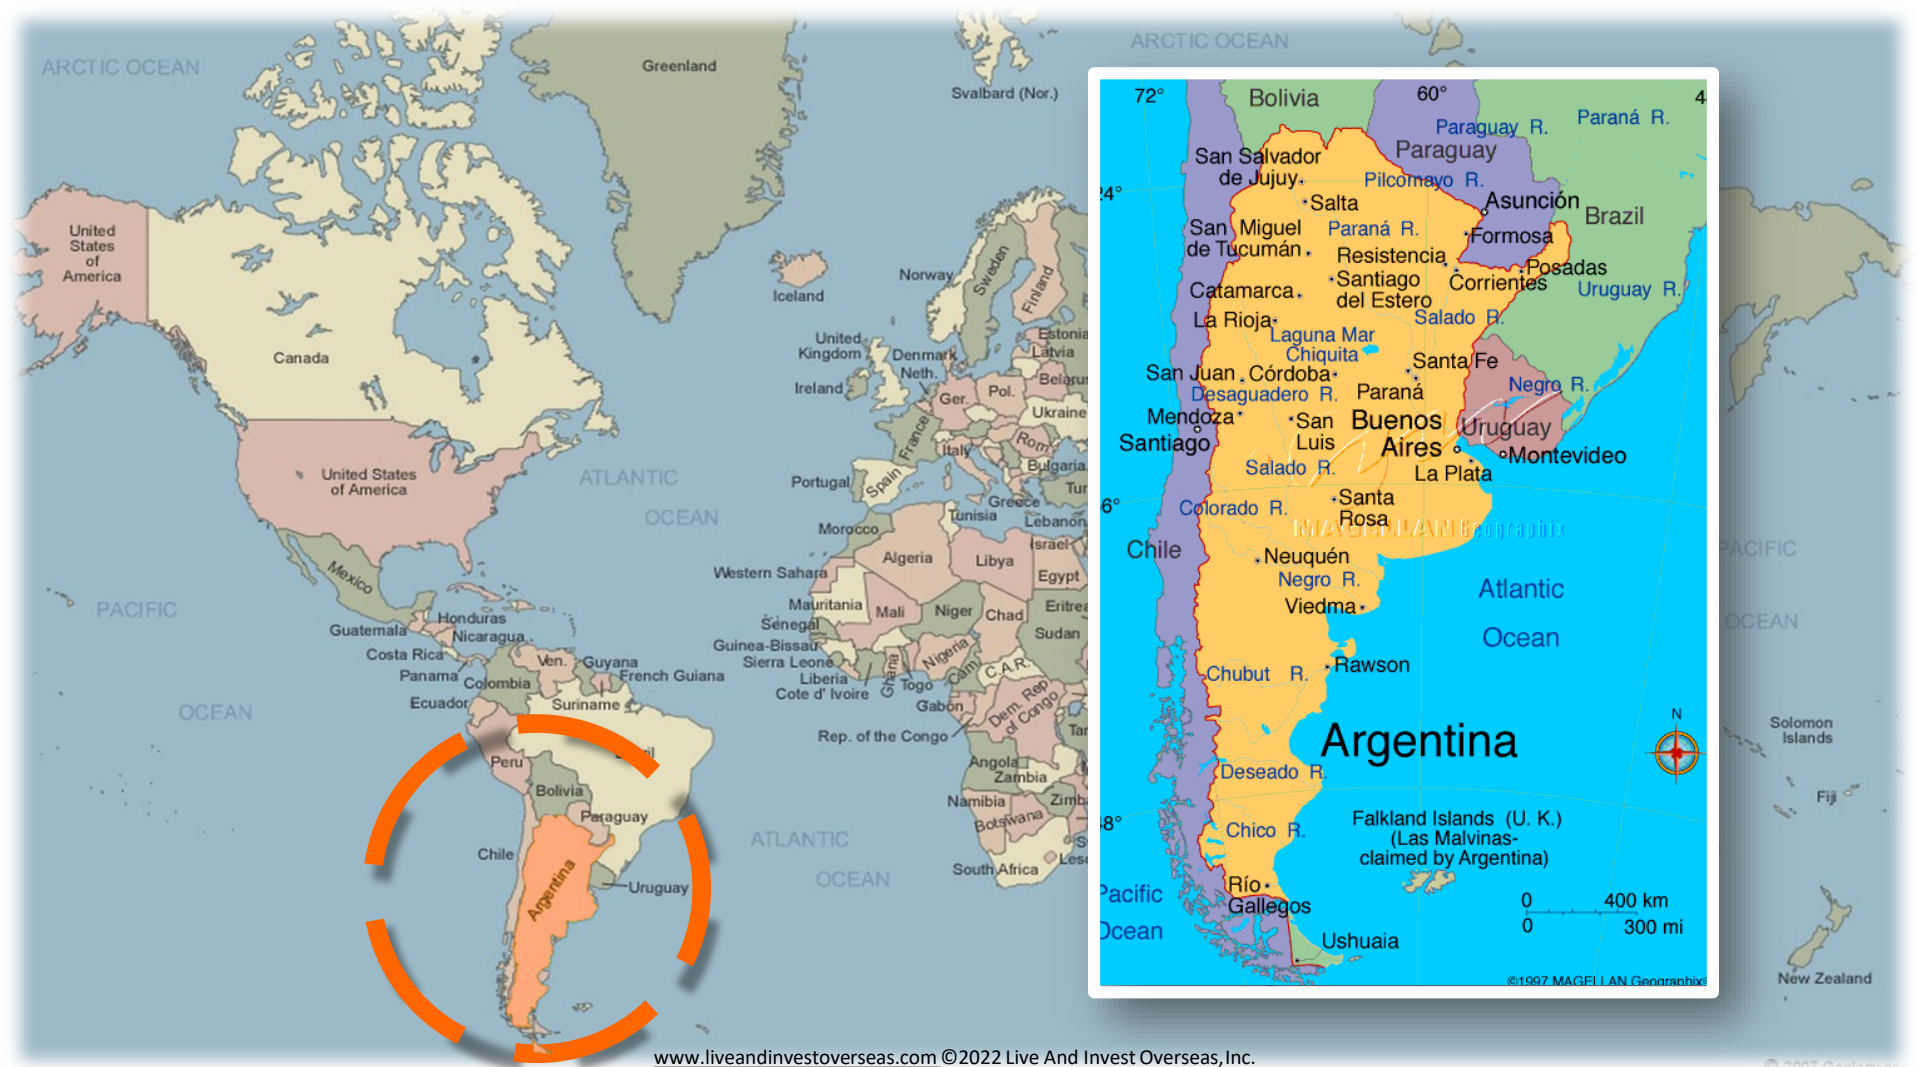 ARCTIC OCEAN
Greenland
Svalbard (Nor.)
ARCTIC OCEAN
United
States
of
America
Canada
Iceland
Norway
Sweden
Finland
United
Kingdom
Denmark
Neth.
Ireland
Estonia
Latvia
Belarus
Ger.
Pol.
Ukraine
France
Italy
Rom.
Bulgaria
Portugal
Spain
Greece
Tur
United States
of America
ATLANTIC
OCEAN
Morocco
Tunisia
Lebanon
Israel
Algeria
Libya
Egypt
Western Sahara
Mauritania
Mali
Niger
Chad
Eritrea
Sudan
Senegal
Guinea-Bissau
Sierra Leone
Liberia
Cote d' Ivoire
Ghana
Togo
Nigeria
Cam.
C.A.R.
Gabon
Dem. Rep
of Congo
Rep. of the Congo
Tan
Angola
Zambia
Namibia
Zimb
Botswana
South Africa
Leso
Mexico
PACIFIC
OCEAN
Honduras
Guatemala
Nicaragua
Costa Rica
Panama
Ven.
Guyana
French Guiana
Colombia
Suriname
Ecuador
Peru
Bolivia
Paraguay
Chile
Argentina
Uruguay
ATLANTIC
OCEAN
PACIFIC
OCEAN
Solomon
Islands
Fiji
New Zealand
72°
Bolivia
60°
4
Paraná R.
Paraguay R.
Paraguay
San Salvador
de Jujuy
Pilcomayo R.
24°
Salta
Asunción
Brazil
San Miguel
de Tucumán
Paraná R.
Formosa
Resistencia
Posadas
Corrientes
Santiago
del Estero
Catamarca
Uruguay R.
La Rioja
Salado R.
Laguna Mar
Chiquita
Santa Fe
San Juan
Córdoba
Negro R.
Desaguadero R.
Paraná
Mendoza
San
Luis
Buenos
Aires
Uruguay
Santiago
Montevideo
Salado R.
La Plata
Santa
Rosa
Colorado R.
6°
MAGELLAN Geographix
Chile
Neuquén
Negro R.
Viedma
Atlantic
Ocean
Chubut R.
Rawson
N
Argentina
Deseado R.
Falkland Islands (U. K.)
(Las Malvinas-
claimed by Argentina)
48°
Chico R.
Río
Gallegos
Pacific
Ocean
0 400 km
0 300 mi
Ushuaia
©1997 MAGELLAN Geographix
www.liveandinvestoverseas.com ©2022 Live And Invest Overseas, Inc.